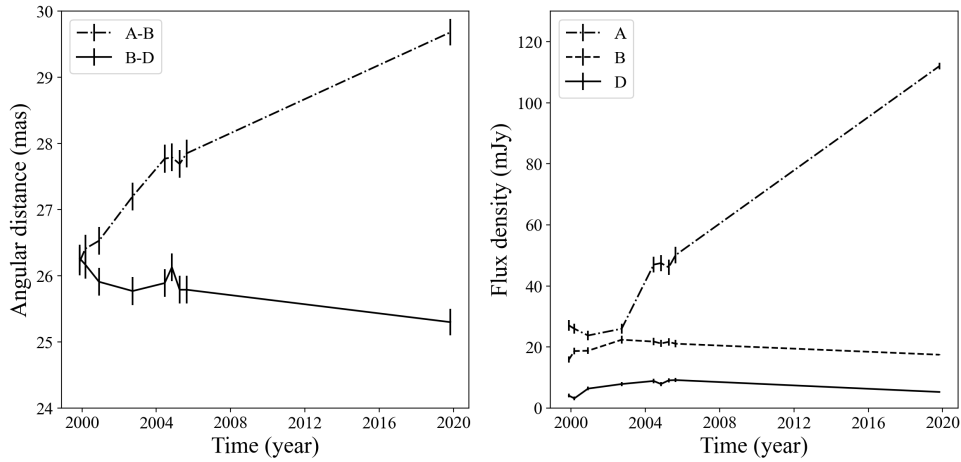 30
29
28
27
26
25
24
Angular distance (mas)
A-B
B-D
2000 2004 2008 2012 2016 2020
Time (year)
120
100
80
60
40
20
0
Flux density (mJy)
A
B
D
2000 2004 2008 2012 2016 2020
Time (year)